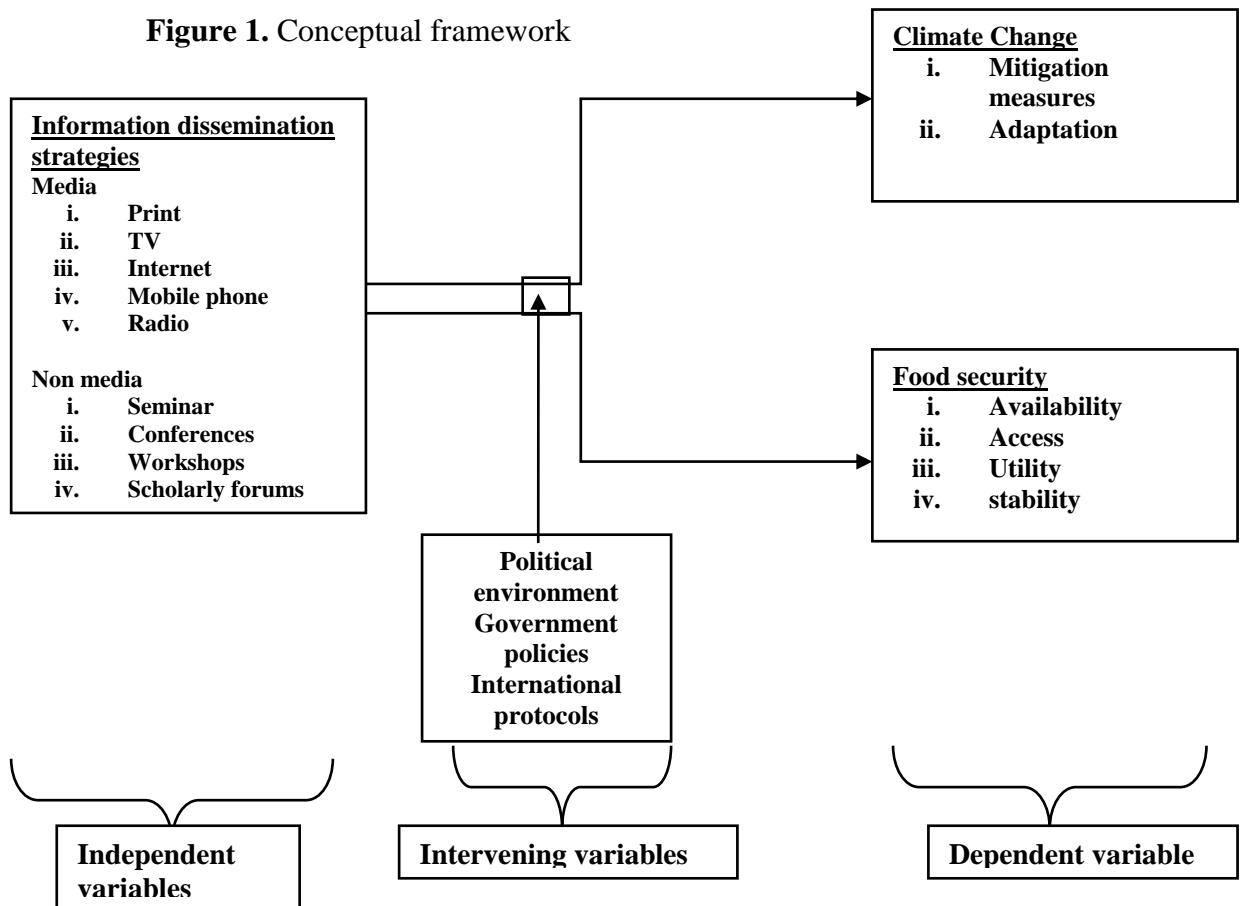 Figure 1. Conceptual framework
Information dissemination
strategies
Media
i. Print
ii. TV
iii. Internet
iv. Mobile phone
v. Radio
Non media
i. Seminar
ii. Conferences
iii. Workshops
iv. Scholarly forums
Climate Change
i. Mitigation
measures
ii. Adaptation
Food security
i. Availability
ii. Access
iii. Utility
iv. stability
Political
environment
Government
policies
International
protocols
Independent
variables
Intervening variables
Dependent variable